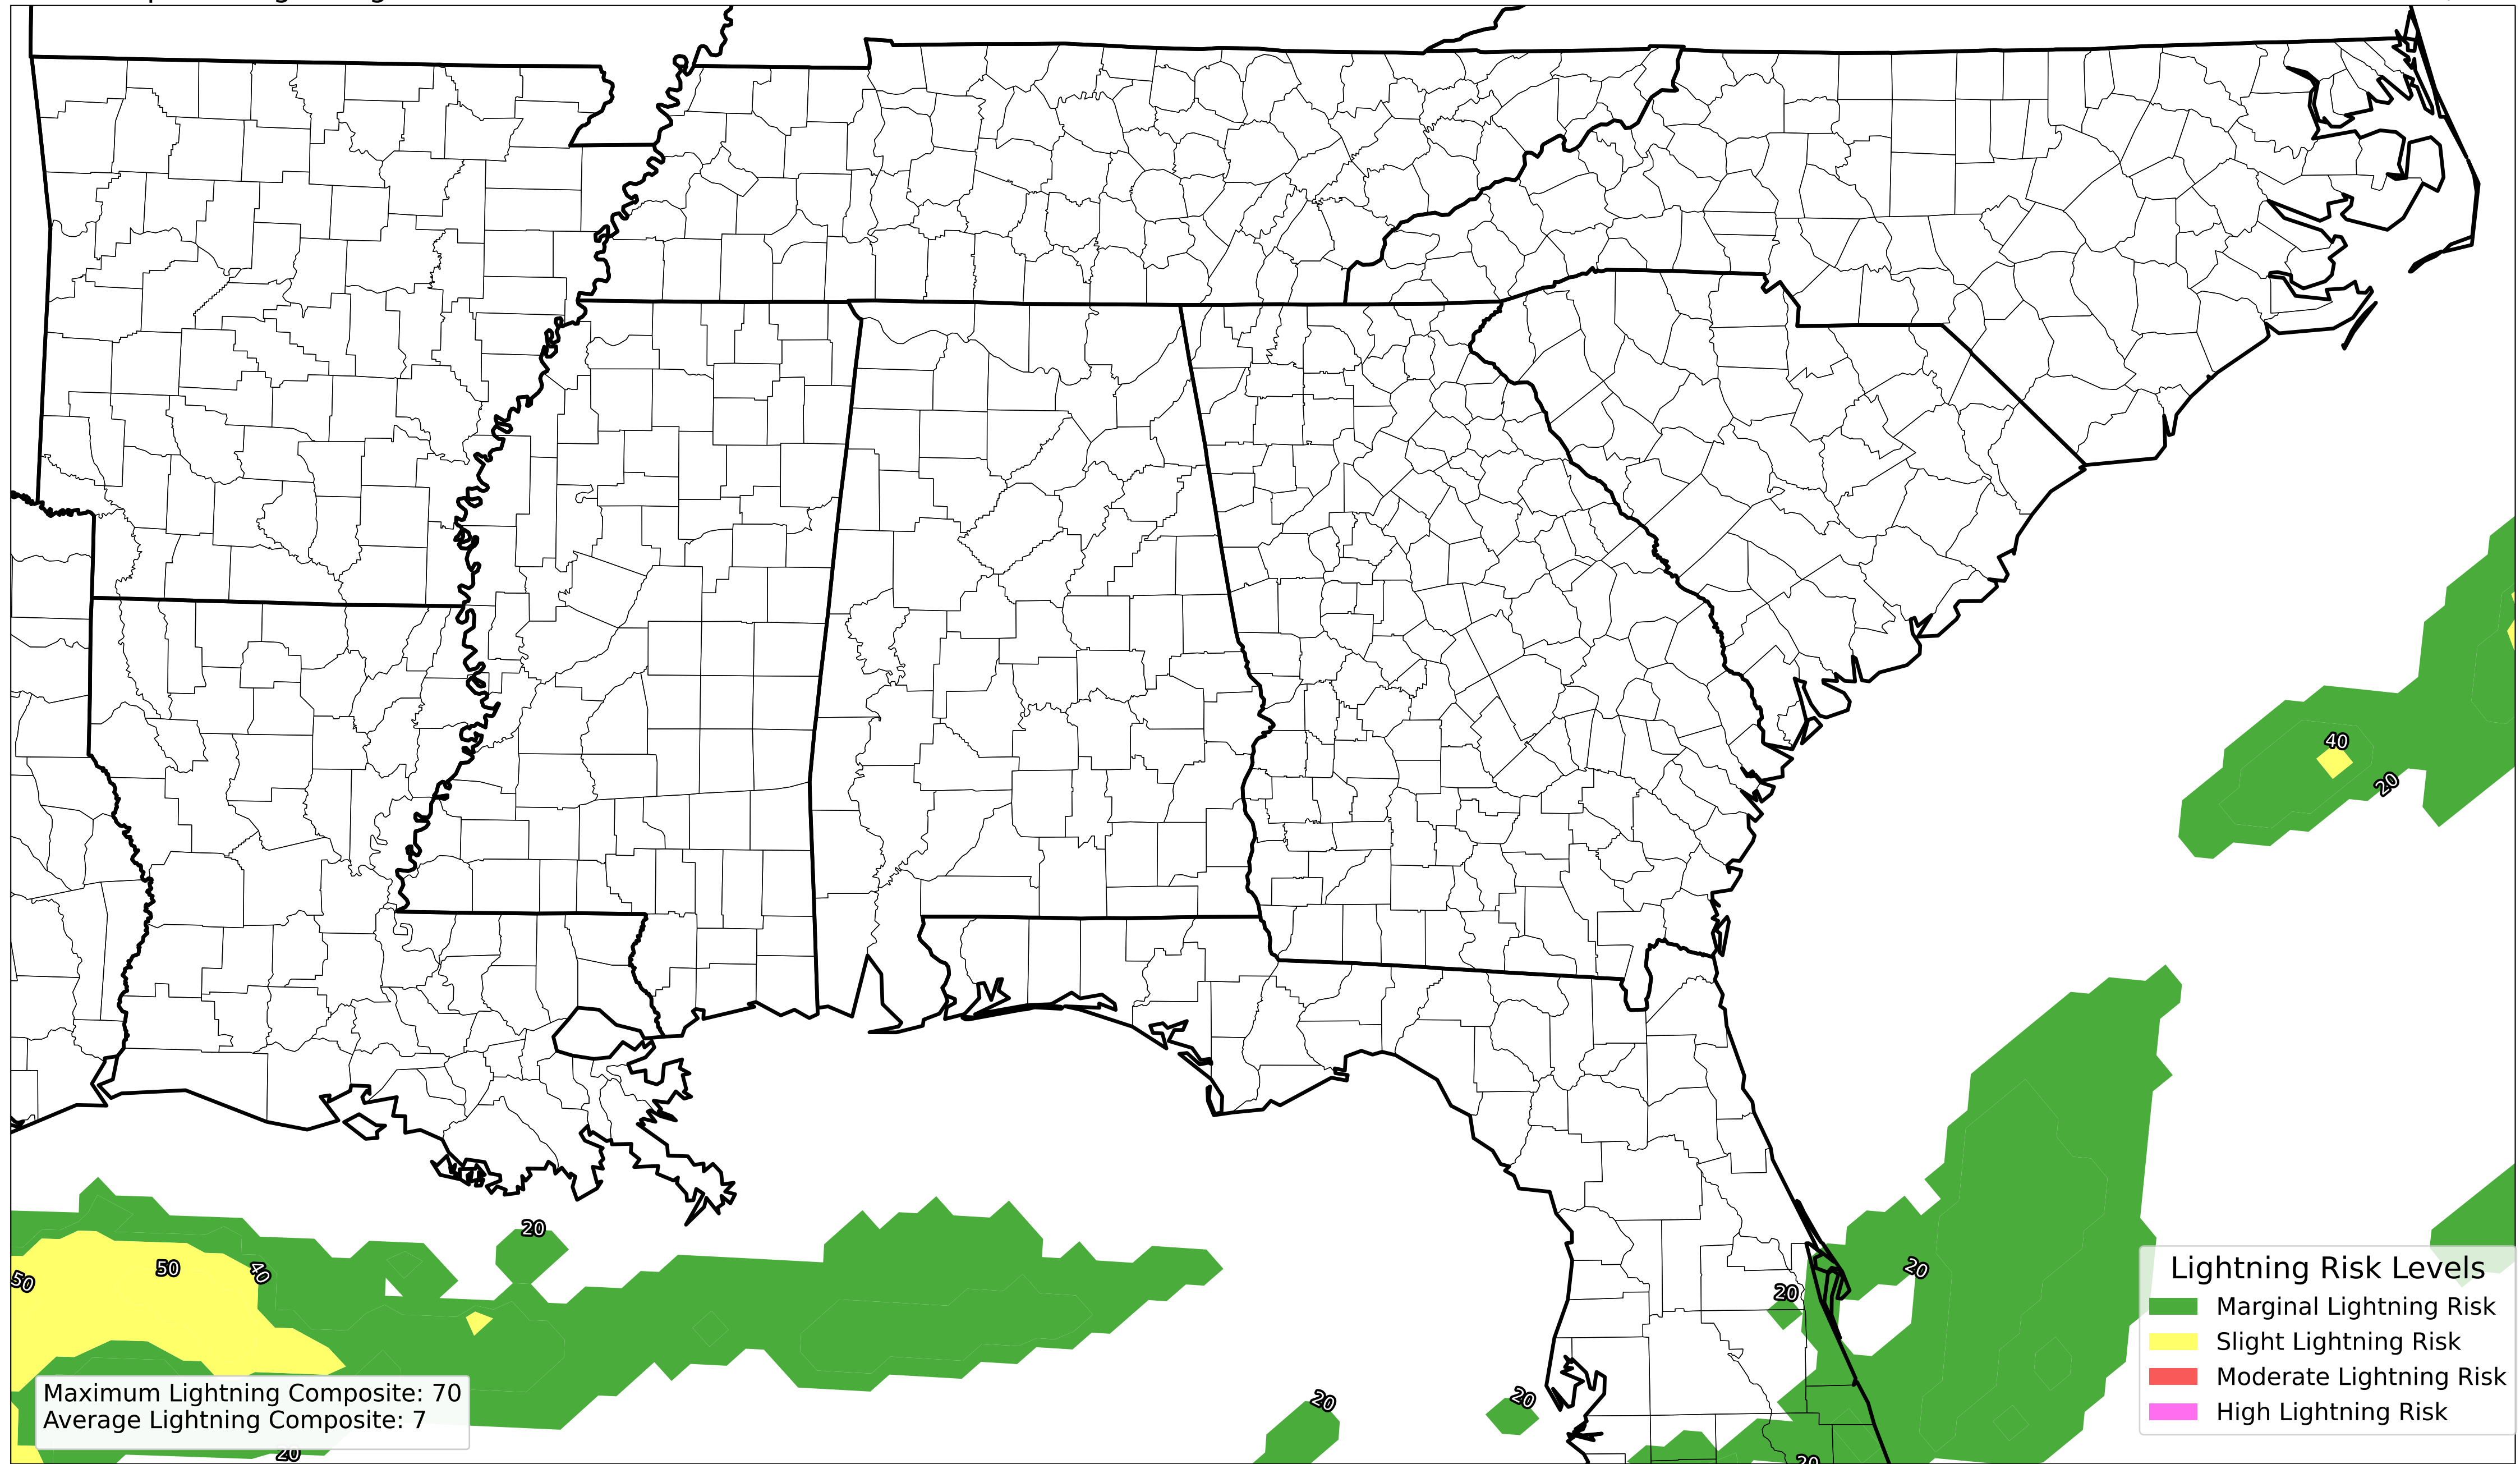 40
20
20
50
40
50
20
20
20
20
20
20
Lightning Risk Levels
Marginal Lightning Risk
Slight Lightning Risk
Moderate Lightning Risk
High Lightning Risk
Maximum Lightning Composite: 70
Average Lightning Composite: 7